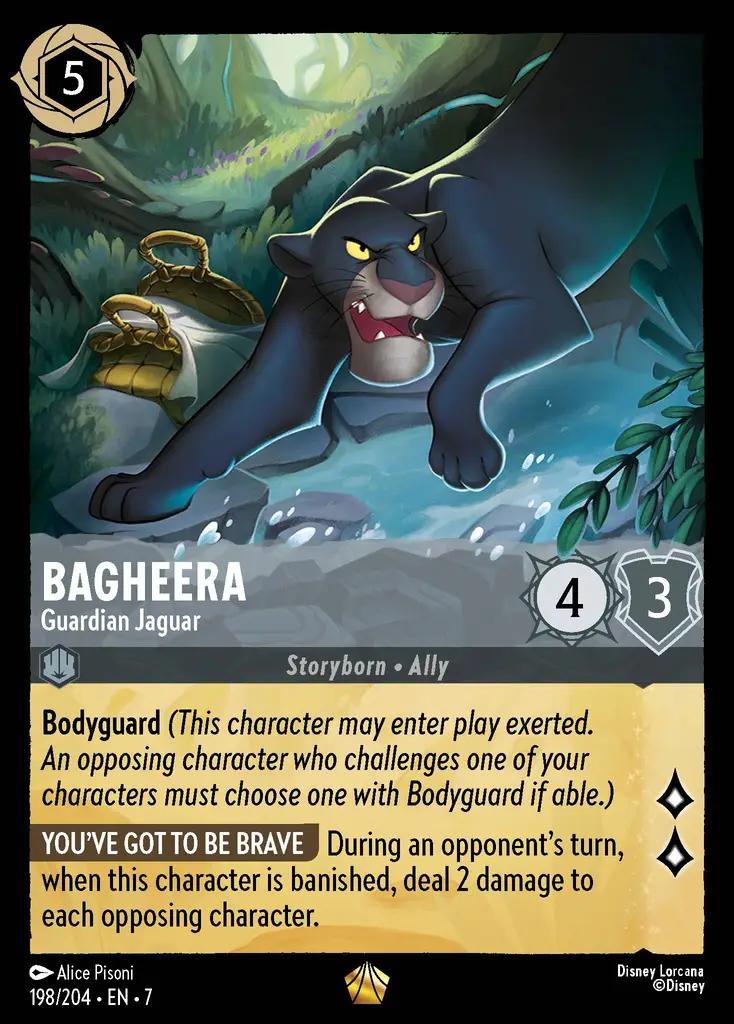 5
BAGHEERA
Guardian Jaguar
4
3
Storyborn • Ally
Bodyguard (This character may enter play exerted.
An opposing character who challenges one of your
characters must choose one with Bodyguard if able.)
YOU'VE GOT TO BE BRAVE During an opponent's turn,
when this character is banished, deal 2 damage to
each opposing character.
Alice Pisoni
198/204 • EN • 7
Disney Lorcana
©Disney